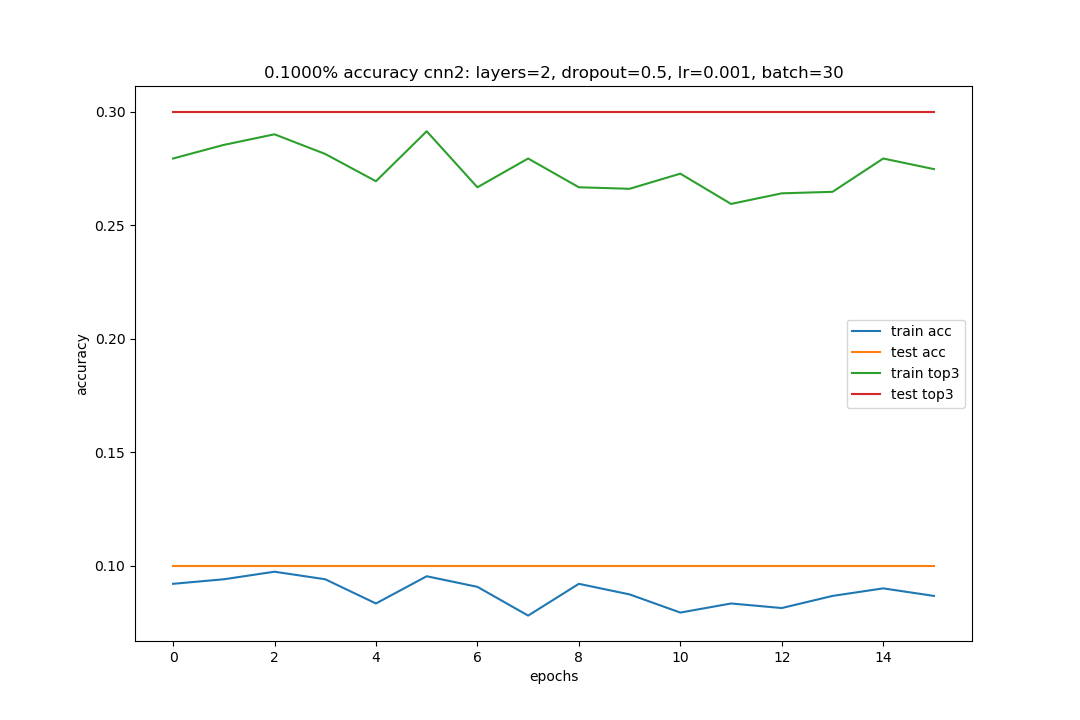 0.1000% accuracy cnn2: layers=2, dropout=0.5, lr=0.001, batch=30
0.30
0.25
0.20
0.15
0.10
accuracy
train acc
test acc
train top3
test top3
0 2 4 6 8 10 12 14
epochs